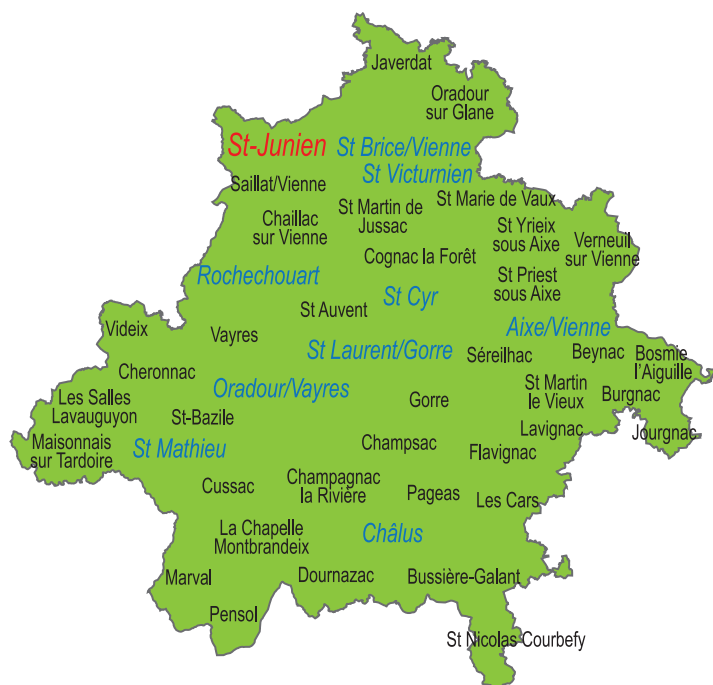 Javerdat
Oradour
sur Glane
St-Junien
St Brice/Vienne
St Victurnien
Saillat/Vienne
St Marie de Vaux
St Martin de
Jussac
Chaillac
sur Vienne
St Yrieix
sous Aixe
Verneuil
sur Vienne
Cognac la Forêt
Rochechouart
St Priest
sous Aixe
St Cyr
St Auvent
Videix
Vayres
Aixe/Vienne
St Laurent/Gorre
Séreilhac
Beynac
Bosmie
l'Aiguille
Cheronnac
Oradour/Vayres
St Martin
le Vieux
Burgnac
Les Salles
Lavauguyon
St-Bazile
Gorre
Lavignac
Jourgnac
Maisonnais
sur Tardoire
St Mathieu
Champsac
Flavignac
Cussac
Champagnac
la Rivière
Pageas
Les Cars
La Chapelle
Montbrandeix
Châlus
Marval
Dournazac
Bussière-Galant
Pensol
St Nicolas Courbefy